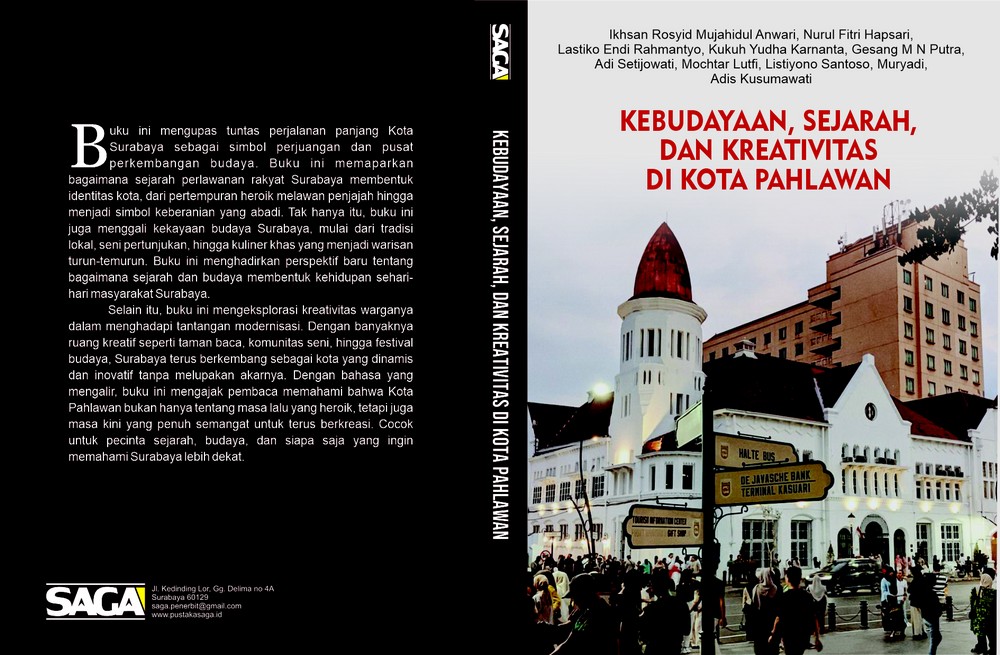 Buku ini mengupas tuntas perjalanan panjang Kota
Surabaya sebagai simbol perjuangan dan pusat
perkembangan budaya. Buku ini memaparkan
bagaimana sejarah perlawanan rakyat Surabaya membentuk
identitas kota, dari pertempuran heroik melawan penjajah hingga
menjadi simbol keberanian yang abadi. Tak hanya itu, buku ini
juga menggali kekayaan budaya Surabaya, mulai dari tradisi
lokal, seni pertunjukan, hingga kuliner khas yang menjadi warisan
turun-temurun. Buku ini menghadirkan perspektif baru tentang
bagaimana sejarah dan budaya membentuk kehidupan sehari-
hari masyarakat Surabaya.
Selain itu, buku ini mengeksplorasi kreativitas warganya
dalam menghadapi tantangan modernisasi. Dengan banyaknya
ruang kreatif seperti taman baca, komunitas seni, hingga festival
budaya, Surabaya terus berkembang sebagai kota yang dinamis
dan inovatif tanpa melupakan akarnya. Dengan bahasa yang
mengalir, buku ini mengajak pembaca memahami bahwa Kota
Pahlawan bukan hanya tentang masa lalu yang heroik, tetapi juga
masa kini yang penuh semangat untuk terus berkreasi. Cocok
untuk pecinta sejarah, budaya, dan siapa saja yang ingin
memahami Surabaya lebih dekat.
SAGA
Jl. Kedinding Lor, Gg. Delima no 4A
Surabaya 60129
saga.penerbit@gmail.com
www.pustakasaga.id
SAGA
KEBUDAYAAN, SEJARAH, DAN KREATIVITAS DI KOTA PAHLAWAN
Ikhsan Rosyid Mujahidul Anwari, Nurul Fitri Hapsari,
Lastiko Endi Rahmantyo, Kukuh Yudha Karnanta, Gesang M N Putra,
Adi Setijowati, Mochtar Lutfi, Listiyono Santoso, Muryadi,
Adis Kusumawati
KEBUDAYAAN, SEJARAH,
DAN KREATIVITAS
DI KOTA PAHLAWAN
HALTE BUS
DE JAVASCHE BANK
TERMINAL KASUARI
TOURISM INFORMATION CENTER
GIFT SHOP